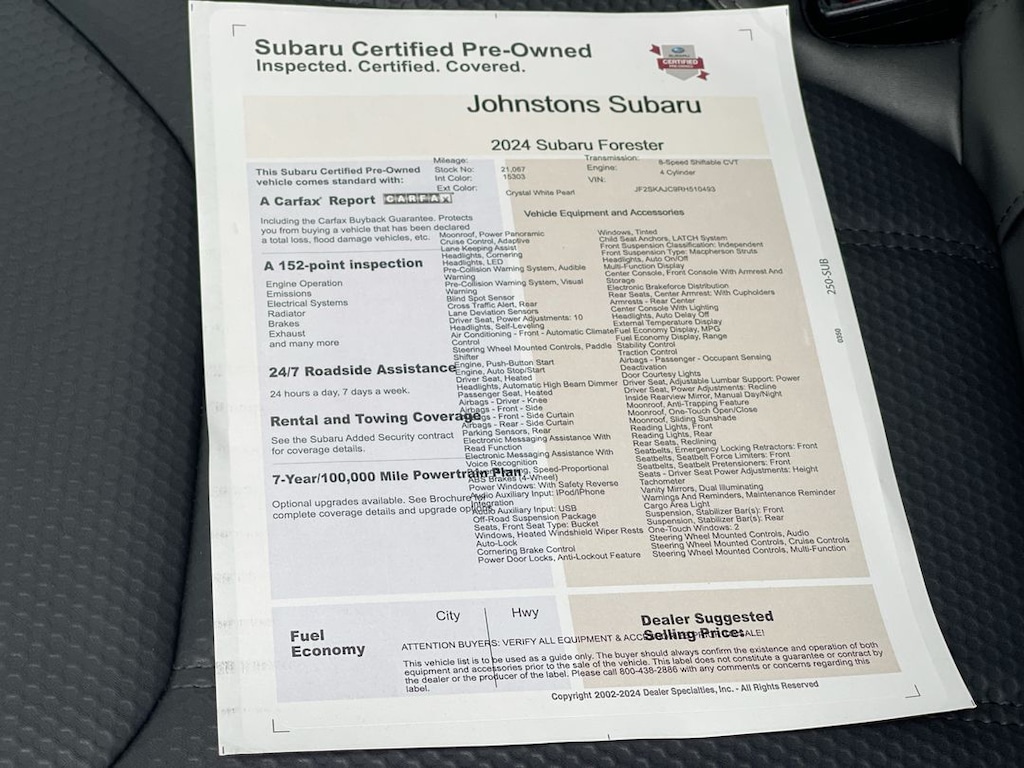 Subaru Certified Pre-Owned
Inspected. Certified. Covered.
SUBARU
CERTIFIED
PRE-OWNED
Johnstons Subaru
2024 Subaru Forester
This Subaru Certified Pre-Owned
vehicle comes standard with:
A Carfax® Report CARFAX
Including the Carfax Buyback Guarantee. Protects
you from buying a vehicle that has been declared
a total loss, flood damage vehicles, etc.
A 152-point inspection
Engine Operation
Emissions
Electrical Systems
Radiator
Brakes
Exhaust
and many more
24/7 Roadside Assistance
24 hours a day, 7 days a week.
Rental and Towing Coverage
See the Subaru Added Security contract
for coverage details.
7-Year/100,000 Mile Powertrain Plan
Optional upgrades available. See Brochure for
complete coverage details and upgrade options.
Mileage: 21,067
Stock No: 15303
Int Color:
Ext Color: Crystal White Pearl
Transmission: 8-Speed Shiftable CVT
Engine: 4 Cylinder
VIN: JF2SKAJC9RH510493
Vehicle Equipment and Accessories
Moonroof, Power Panoramic
Cruise Control, Adaptive
Lane Keeping Assist
Headlights, Cornering
Headlights, LED
Pre-Collision Warning System, Audible
Warning
Pre-Collision Warning System, Visual
Warning
Blind Spot Sensor
Cross Traffic Alert, Rear
Lane Deviation Sensors
Driver Seat, Power Adjustments: 10
Headlights, Self-Leveling
Air Conditioning - Front - Automatic Climate
Control
Steering Wheel Mounted Controls, Paddle
Shifter
Engine, Push-Button Start
Engine, Auto Stop/Start
Driver Seat, Heated
Headlights, Automatic High Beam Dimmer
Passenger Seat, Heated
Airbags - Driver - Knee
Airbags - Front - Side
Airbags - Front - Side Curtain
Airbags - Rear - Side Curtain
Parking Sensors, Rear
Electronic Messaging Assistance With
Read Function
Electronic Messaging Assistance With
Voice Recognition
Speed-Proportional
ABS Brakes (4-Wheel)
Power Windows: With Safety Reverse
Audio Auxiliary Input: IPod/iPhone
Integration
Audio Auxiliary Input: USB
Off-Road Suspension Package
Seats, Front Seat Type: Bucket
Windows, Heated Windshield Wiper Rests
Auto-Lock
Cornering Brake Control
Power Door Locks, Anti-Lockout Feature
Windows, Tinted
Child Seat Anchors, LATCH System
Front Suspension Classification: Independent
Front Suspension Type: Macpherson Struts
Headlights, Auto On/Off
Multi-Function Display
Center Console, Front Console With Armrest And
Storage
Electronic Brakeforce Distribution
Rear Seats, Center Armrest: With Cupholders
Armrests - Rear Center
Center Console With Lighting
Headlights, Auto Delay Off
External Temperature Display
Fuel Economy Display, MPG
Fuel Economy Display, Range
Stability Control
Traction Control
Airbags - Passenger - Occupant Sensing
Deactivation
Door Courtesy Lights
Driver Seat, Adjustable Lumbar Support: Power
Driver Seat, Power Adjustments: Recline
Inside Rearview Mirror, Manual Day/Night
Moonroof, Anti-Trapping Feature
Moonroof, One-Touch Open/Close
Moonroof, Sliding Sunshade
Reading Lights, Front
Reading Lights, Rear
Rear Seats, Reclining
Seatbelts, Emergency Locking Retractors: Front
Seatbelts, Seatbelt Force Limiters: Front
Seatbelts, Seatbelt Pretensioners: Front
Seats - Driver Seat Power Adjustments: Height
Tachometer
Vanity Mirrors, Dual Illuminating
Warnings And Reminders, Maintenance Reminder
Cargo Area Light
Suspension, Stabilizer Bar(s): Front
Suspension, Stabilizer Bar(s): Rear
One-Touch Windows: 2
Steering Wheel Mounted Controls, Audio
Steering Wheel Mounted Controls, Cruise Controls
Steering Wheel Mounted Controls, Multi-Function
250-SUB
0350
Fuel
Economy
City
Hwy
Dealer Suggested
Selling Price:
ATTENTION BUYERS: VERIFY ALL EQUIPMENT & SALE!
This vehicle list is to be used as a guide only. The buyer should always confirm the existence and operation of both
equipment and accessories prior to the sale of the vehicle. This label does not constitute a guarantee or contract by
the dealer or the producer of the label. Please call 800-438-2886 with any comments or concerns regarding this
label.
Copyright 2002-2024 Dealer Specialties, Inc. - All Rights Reserved